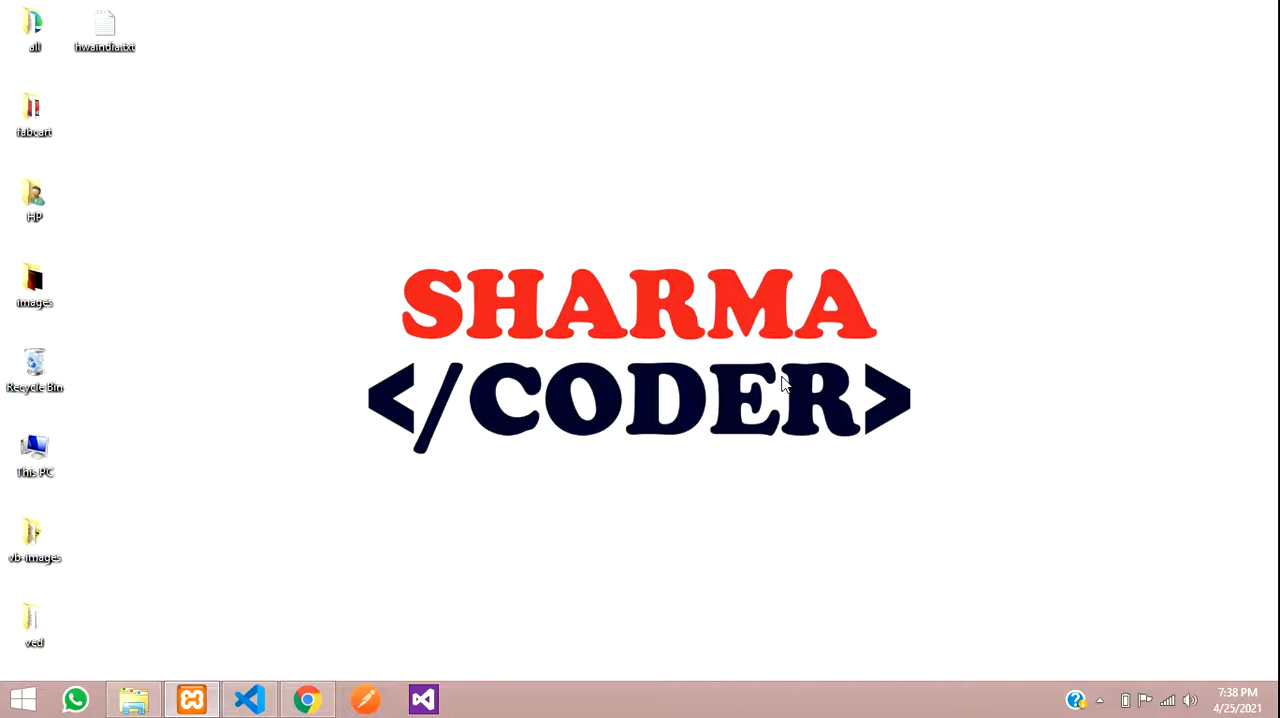 all
hwaindia.txt
fabcart
HP
images
SHARMA
</CODER>
Recycle Bin
This PC
vb-images
ved
7:38 PM
4/25/2021